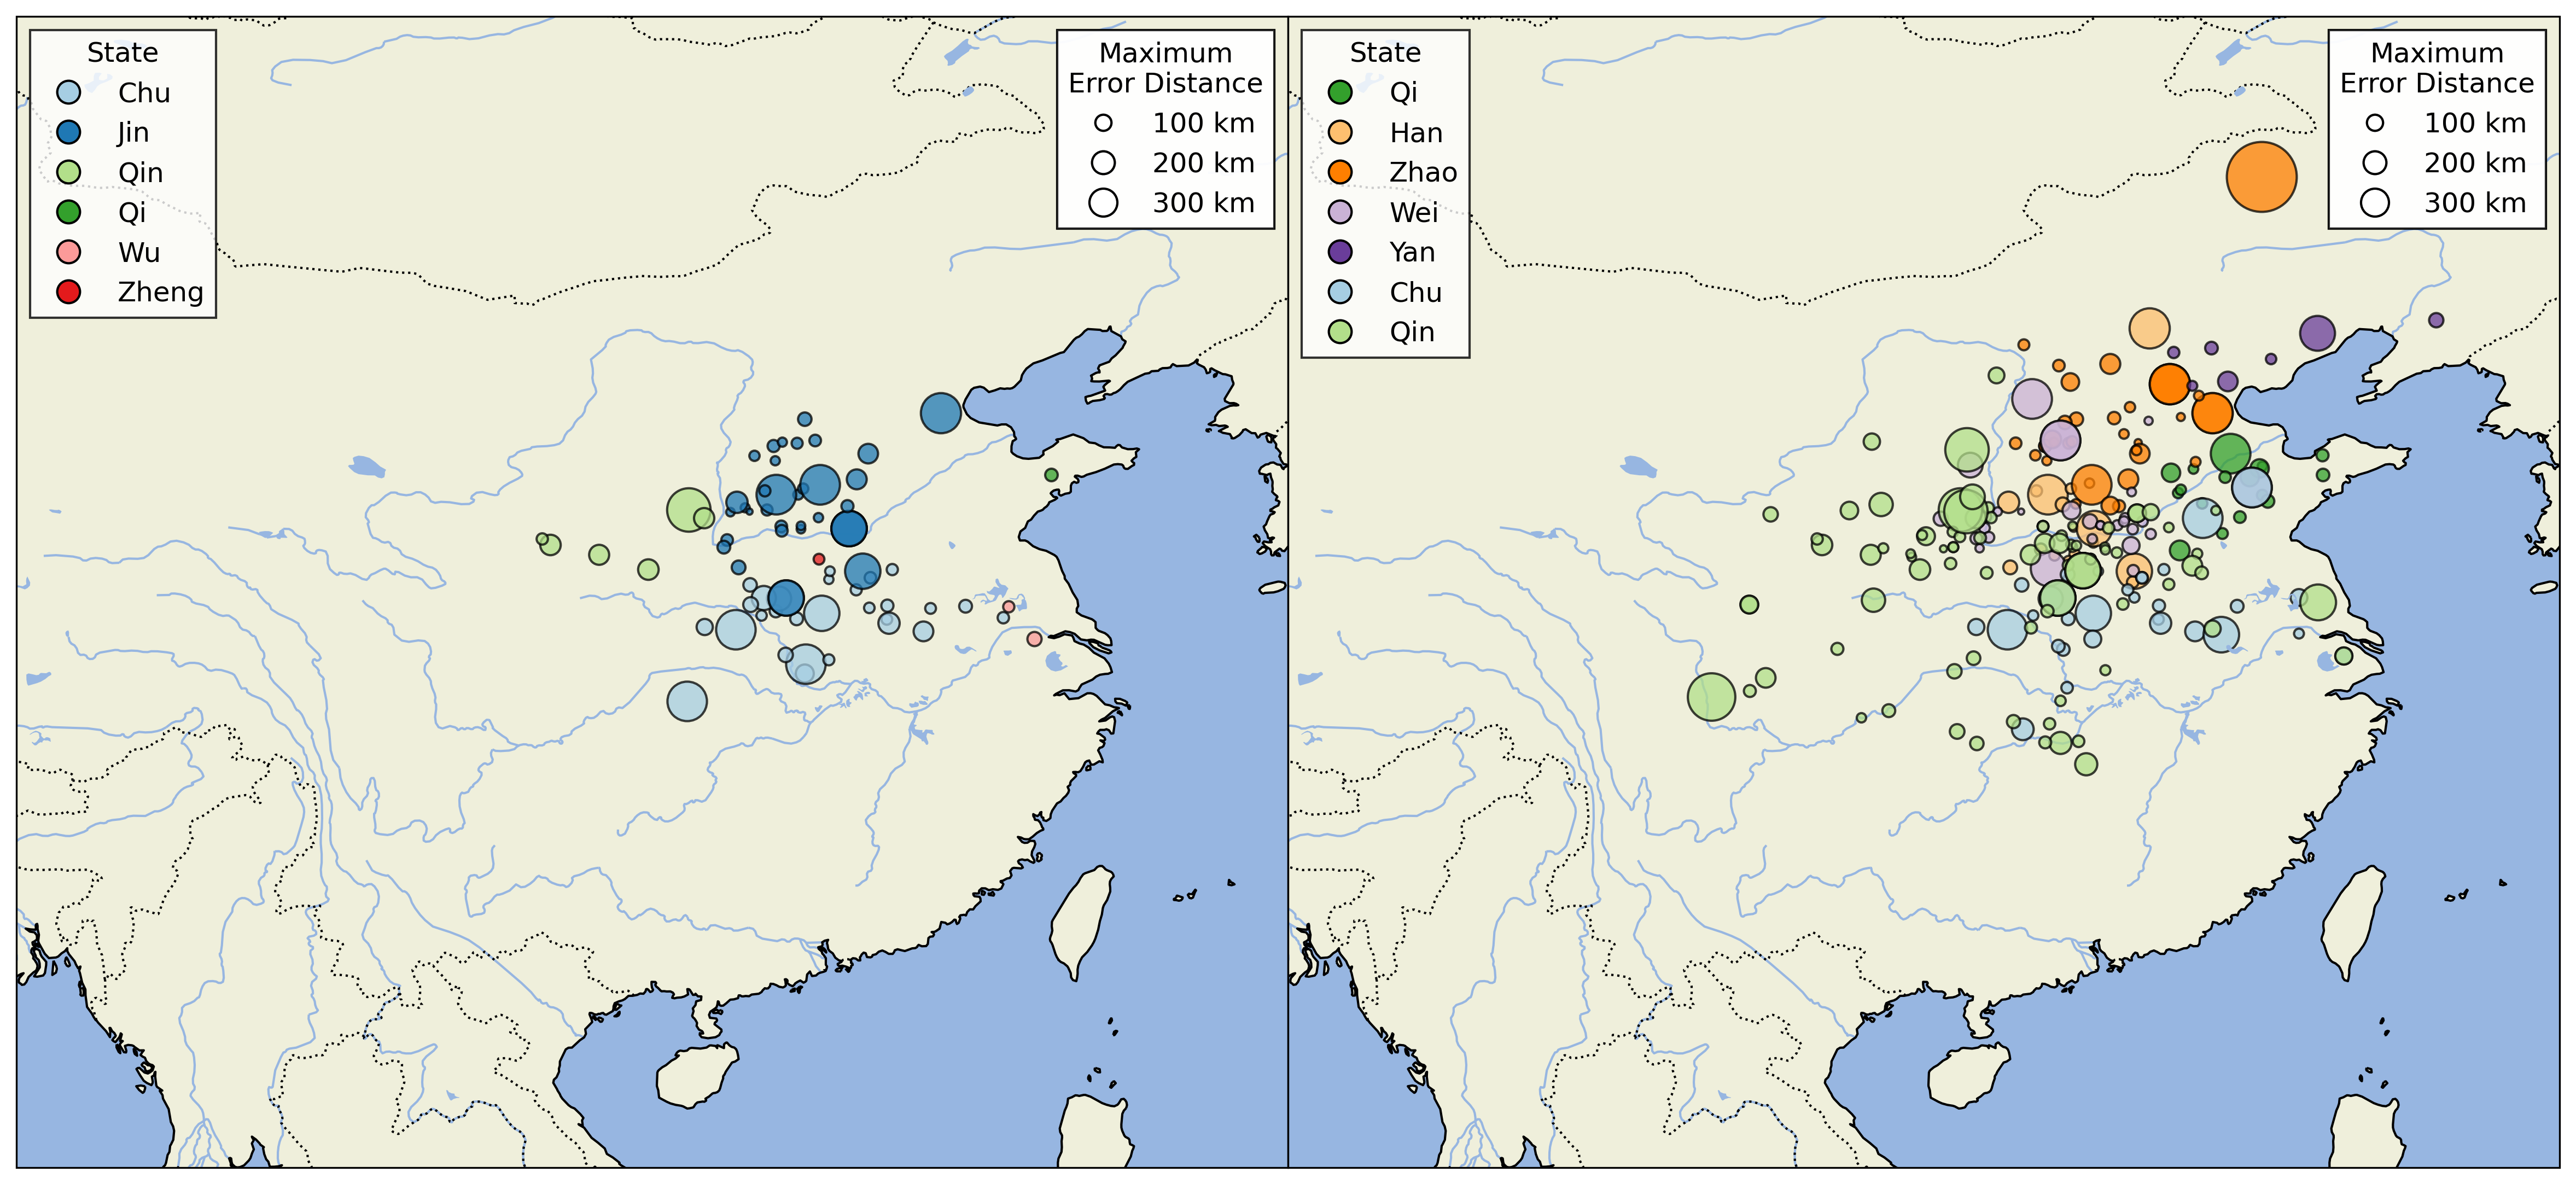 State
Chu
Jin
Qin
Qi
Wu
Zheng
Maximum
Error Distance
100 km
200 km
300 km
State
Qi
Han
Zhao
Wei
Yan
Chu
Qin
Maximum
Error Distance
100 km
200 km
300 km